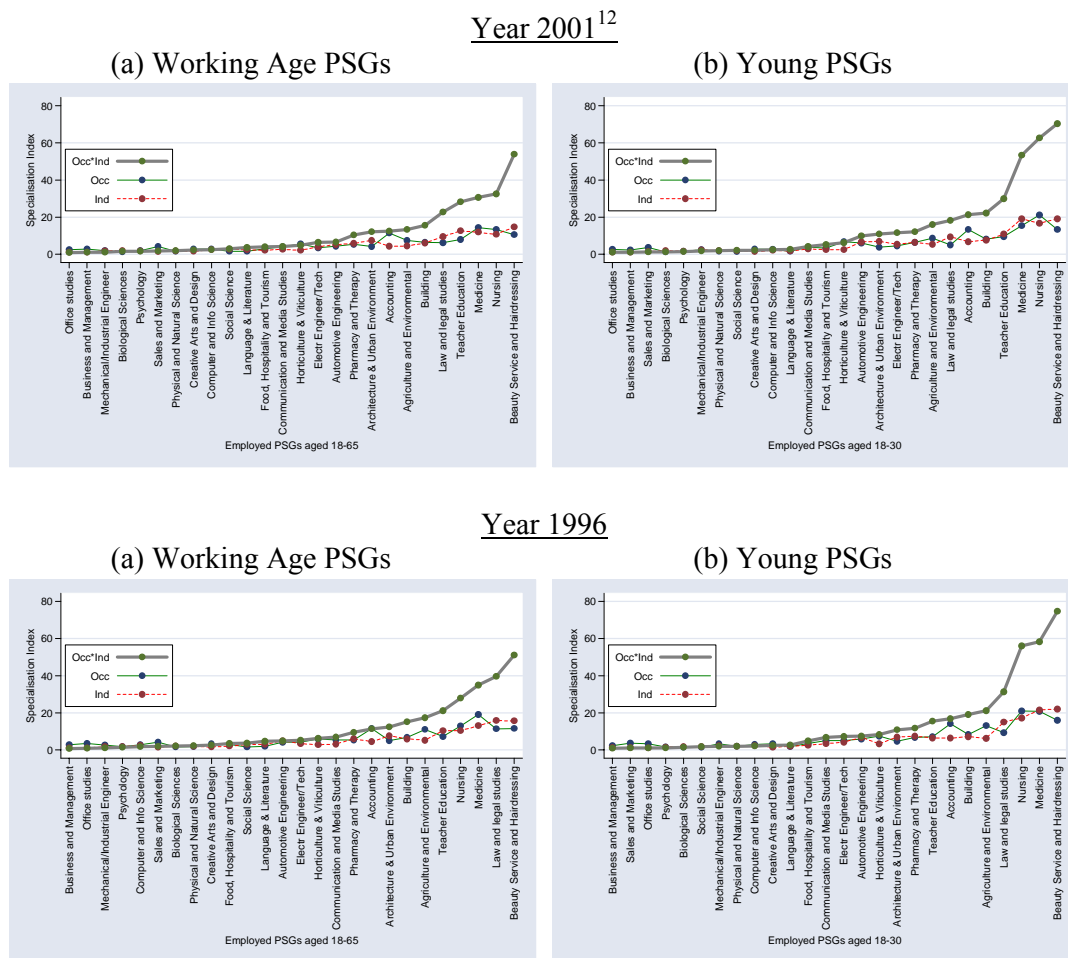 Year 2001¹²
(a) Working Age PSGs
(b) Young PSGs
Specialisation Index
80
60
40
20
0
Occ*Ind
Occ
Ind
Office studies
Business and Management
Mechanical/Industrial Engineer
Biological Sciences
Psychology
Sales and Marketing
Physical and Natural Science
Creative Arts and Design
Computer and Info Science
Social Science
Language & Literature
Food, Hospitality and Tourism
Communication and Media Studies
Horticulture & Viticulture
Electr Engineer/Tech
Automotive Engineering
Pharmacy and Therapy
Architecture & Urban Environment
Accounting
Agriculture and Environmental
Building
Law and legal studies
Teacher Education
Medicine
Nursing
Beauty Service and Hairdressing
Employed PSGs aged 18-65
Specialisation Index
80
60
40
20
0
Occ*Ind
Occ
Ind
Office studies
Business and Management
Sales and Marketing
Biological Sciences
Psychology
Mechanical/Industrial Engineer
Physical and Natural Science
Social Science
Creative Arts and Design
Computer and Info Science
Language & Literature
Communication and Media Studies
Food, Hospitality and Tourism
Horticulture & Viticulture
Automotive Engineering
Architecture & Urban Environment
Electr Engineer/Tech
Pharmacy and Therapy
Agriculture and Environmental
Law and legal studies
Accounting
Building
Teacher Education
Medicine
Nursing
Beauty Service and Hairdressing
Employed PSGs aged 18-30
Year 1996
(a) Working Age PSGs
(b) Young PSGs
Specialisation Index
80
60
40
20
0
Occ*Ind
Occ
Ind
Business and Management
Office studies
Mechanical/Industrial Engineer
Psychology
Computer and Info Science
Sales and Marketing
Biological Sciences
Physical and Natural Science
Creative Arts and Design
Food, Hospitality and Tourism
Social Science
Language & Literature
Automotive Engineering
Electr Engineer/Tech
Horticulture & Viticulture
Communication and Media Studies
Pharmacy and Therapy
Accounting
Architecture & Urban Environment
Building
Agriculture and Environmental
Teacher Education
Nursing
Medicine
Law and legal studies
Beauty Service and Hairdressing
Employed PSGs aged 18-65
Specialisation Index
80
60
40
20
0
Occ*Ind
Occ
Ind
Business and Management
Sales and Marketing
Office studies
Psychology
Biological Sciences
Social Science
Mechanical/Industrial Engineer
Physical and Natural Science
Computer and Info Science
Creative Arts and Design
Language & Literature
Food, Hospitality and Tourism
Communication and Media Studies
Electr Engineer/Tech
Automotive Engineering
Horticulture & Viticulture
Architecture & Urban Environment
Pharmacy and Therapy
Teacher Education
Accounting
Building
Agriculture and Environmental
Law and legal studies
Nursing
Medicine
Beauty Service and Hairdressing
Employed PSGs aged 18-30